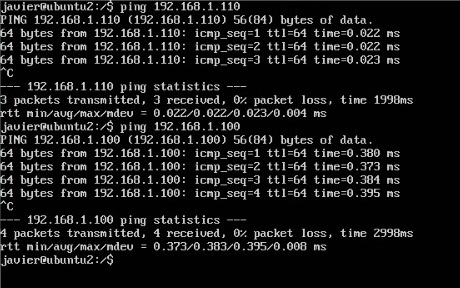 javier@ubuntu2:/$ ping 192.168.1.110
PING 192.168.1.110 (192.168.1.110) 56(84) bytes of data.
64 bytes from 192.168.1.110: icmp_seq=1 ttl=64 time=0.022 ms
64 bytes from 192.168.1.110: icmp_seq=2 ttl=64 time=0.022 ms
64 bytes from 192.168.1.110: icmp_seq=3 ttl=64 time=0.023 ms
^C
--- 192.168.1.110 ping statistics ---
3 packets transmitted, 3 received, 0% packet loss, time 1998ms
rtt min/avg/max/mdev = 0.022/0.022/0.023/0.004 ms
javier@ubuntu2:/$ ping 192.168.1.100
PING 192.168.1.100 (192.168.1.100) 56(84) bytes of data.
64 bytes from 192.168.1.100: icmp_seq=1 ttl=64 time=0.380 ms
64 bytes from 192.168.1.100: icmp_seq=2 ttl=64 time=0.373 ms
64 bytes from 192.168.1.100: icmp_seq=3 ttl=64 time=0.384 ms
64 bytes from 192.168.1.100: icmp_seq=4 ttl=64 time=0.395 ms
^C
--- 192.168.1.100 ping statistics ---
4 packets transmitted, 4 received, 0% packet loss, time 2998ms
rtt min/avg/max/mdev = 0.373/0.383/0.395/0.008 ms
javier@ubuntu2:/$